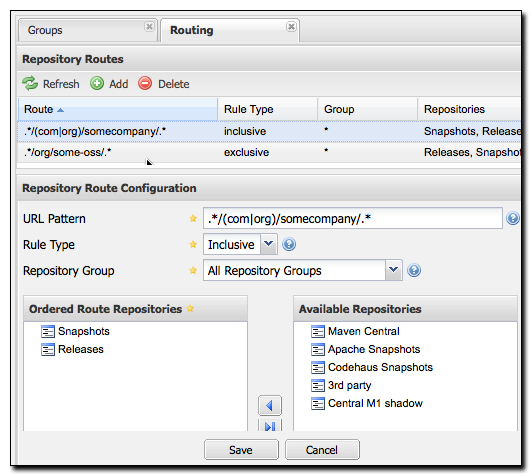 Groups Routing
Repository Routes
Refresh Add Delete
Route Rule Type Group Repositories
.*/(com|org)/somecompany/.* inclusive * Snapshots, Release
.*/org/some-oss/.* exclusive * Releases, Snapshot
Repository Route Configuration
URL Pattern .*/(com|org)/somecompany/.*
Rule Type Inclusive
Repository Group All Repository Groups
Ordered Route Repositories Available Repositories
Snapshots Maven Central
Releases Apache Snapshots
Codehaus Snapshots
3rd party
Central M1 shadow
Save Cancel